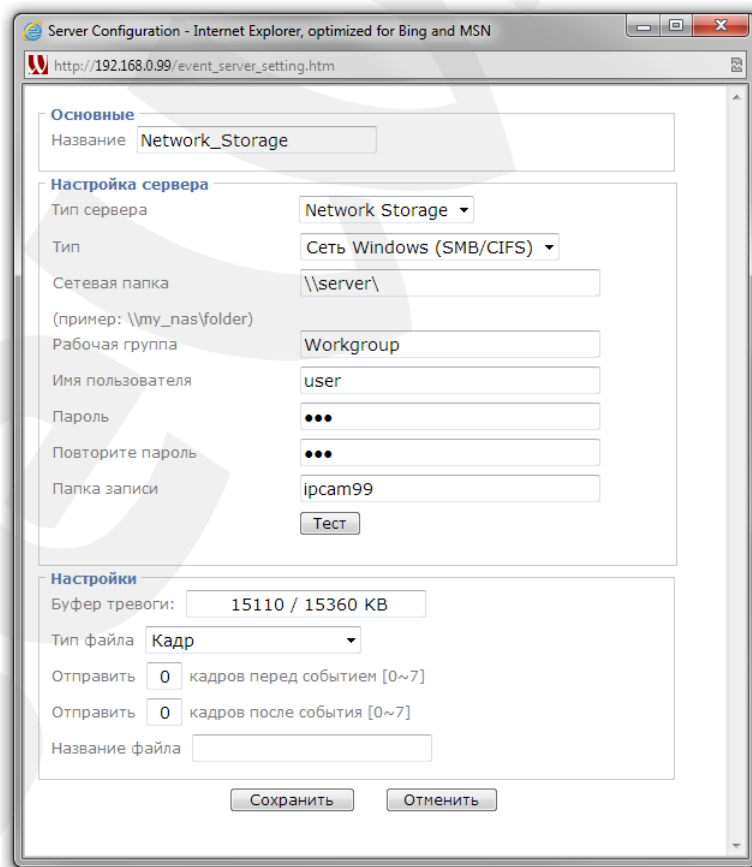 Server Configuration - Internet Explorer, optimized for Bing and MSN
http://192.168.0.99/event_server_setting.htm
Основные
Название Network_Storage
Настройка сервера
Тип сервера Network Storage
Тип Сеть Windows (SMB/CIFS)
Сетевая папка \\server\
(пример: \\my_nas\folder)
Рабочая группа Workgroup
Имя пользователя user
Пароль ●●●
Повторите пароль ●●●
Папка записи ipcam99
Тест
Настройки
Буфер тревоги: 15110 / 15360 KB
Тип файла Кадр
Отправить 0 кадров перед событием [0~7]
Отправить 0 кадров после события [0~7]
Название файла
Сохранить Отменить